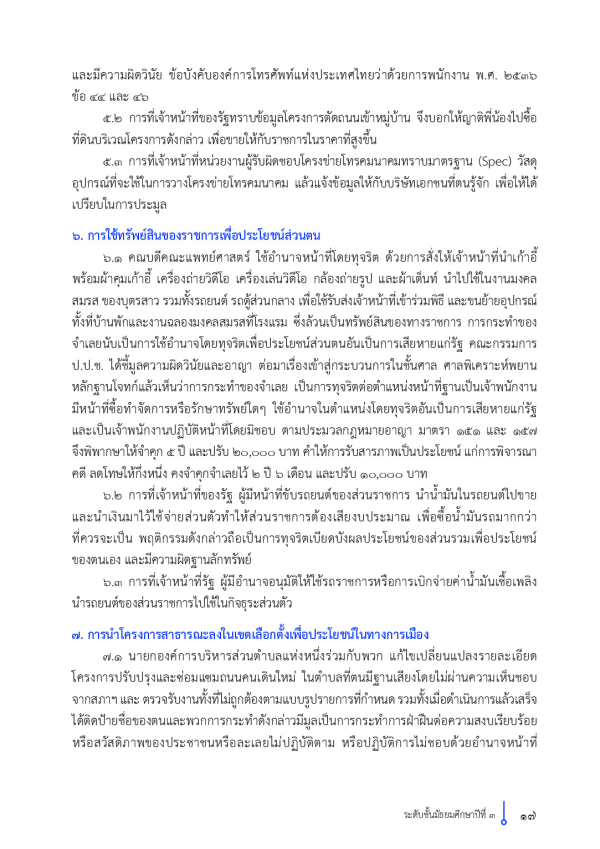 และมีความผิดวินัย ข้อบังคับองค์การโทรศัพท์แห่งประเทศไทยว่าด้วยการพนักงาน พ.ศ. ๒๕๓๖
ข้อ ๔๔ และ ๔๖
๕.๒ การที่เจ้าหน้าที่ของรัฐทราบข้อมูลโครงการตัดถนนเข้าหมู่บ้าน จึงบอกให้ญาติพี่น้องไปซื้อ
ที่ดินบริเวณโครงการดังกล่าว เพื่อขายให้กับราชการในราคาที่สูงขึ้น
๕.๓ การที่เจ้าหน้าที่หน่วยงานผู้รับผิดชอบโครงข่ายโทรคมนาคมทราบมาตรฐาน (Spec) วัสดุ
อุปกรณ์ที่จะใช้ในการวางโครงข่ายโทรคมนาคม แล้วแจ้งข้อมูลให้กับบริษัทเอกชนที่ตนรู้จัก เพื่อให้ได้
เปรียบในการประมูล
๖. การใช้ทรัพย์สินของราชการเพื่อประโยชน์ส่วนตน
๖.๑ คณบดีคณะแพทย์ศาสตร์ ใช้อำนาจหน้าที่โดยทุจริต ด้วยการสั่งให้เจ้าหน้าที่นำเก้าอี้
พร้อมผ้าคุมเก้าอี้ เครื่องถ่ายวิดีโอ เครื่องเล่นวิดีโอ กล้องถ่ายรูป และผ้าเต็นท์ นำไปใช้ในงานมงคล
สมรส ของบุตรสาว รวมทั้งรถยนต์ รถตู้ส่วนกลาง เพื่อใช้รับส่งเจ้าหน้าที่เข้าร่วมพิธี และขนย้ายอุปกรณ์
ทั้งที่บ้านพักและงานฉลองมงคลสมรสที่โรงแรม ซึ่งล้วนเป็นทรัพย์สินของทางราชการ การกระทำของ
จำเลยนับเป็นการใช้อำนาจโดยทุจริตเพื่อประโยชน์ส่วนตนอันเป็นการเสียหายแก่รัฐ คณะกรรมการ
ป.ป.ช. ได้ชี้มูลความผิดวินัยและอาญา ต่อมาเรื่องเข้าสู่กระบวนการในชั้นศาล ศาลพิเคราะห์พยาน
หลักฐานโจทก์แล้วเห็นว่าการกระทำของจำเลย เป็นการทุจริตต่อตำแหน่งหน้าที่ฐานเป็นเจ้าพนักงาน
มีหน้าที่ซื้อทำจัดการหรือรักษาทรัพย์ใดๆ ใช้อำนาจในตำแหน่งโดยทุจริตอันเป็นการเสียหายแก่รัฐ
และเป็นเจ้าพนักงานปฏิบัติหน้าที่โดยมิชอบ ตามประมวลกฎหมายอาญา มาตรา ๑๕๑ และ ๑๕๗
จึงพิพากษาให้จำคุก ๕ ปี และปรับ ๒๐,๐๐๐ บาท คำให้การรับสารภาพเป็นประโยชน์ แก่การพิจารณา
คดี ลดโทษให้กึ่งหนึ่ง คงจำคุกจำเลยไว้ ๒ ปี ๖ เดือน และปรับ ๑๐,๐๐๐ บาท
๖.๒ การที่เจ้าหน้าที่ของรัฐ ผู้มีหน้าที่ขับรถยนต์ของส่วนราชการ นำน้ำมันในรถยนต์ไปขาย
และนำเงินมาไว้ใช้จ่ายส่วนตัวทำให้ส่วนราชการต้องเสียงบประมาณ เพื่อซื้อน้ำมันรถมากกว่า
ที่ควรจะเป็น พฤติกรรมดังกล่าวถือเป็นการทุจริตเบียดบังผลประโยชน์ของส่วนรวมเพื่อประโยชน์
ของตนเอง และมีความผิดฐานลักทรัพย์
๖.๓ การที่เจ้าหน้าที่รัฐ ผู้มีอำนาจอนุมัติให้ใช้รถราชการหรือการเบิกจ่ายค่าน้ำมันเชื้อเพลิง
นำรถยนต์ของส่วนราชการไปใช้ในกิจธุระส่วนตัว
๗. การนำโครงการสาธารณะลงในเขตเลือกตั้งเพื่อประโยชน์ในทางการเมือง
๗.๑ นายกองค์การบริหารส่วนตำบลแห่งหนึ่งร่วมกับพวก แก้ไขเปลี่ยนแปลงรายละเอียด
โครงการปรับปรุงและซ่อมแซมถนนคนเดินใหม่ ในตำบลที่ตนมีฐานเสียงโดยไม่ผ่านความเห็นชอบ
จากสภาฯ และ ตรวจรับงานทั้งที่ไม่ถูกต้องตามแบบรูปรายการที่กำหนด รวมทั้งเมื่อดำเนินการแล้วเสร็จ
ได้ติดป้ายชื่อของตนและพวกการกระทำดังกล่าวมีมูลเป็นการกระทำการฝ่าฝืนต่อความสงบเรียบร้อย
หรือสวัสดิภาพของประชาชนหรือละเลยไม่ปฏิบัติตาม หรือปฏิบัติการไม่ชอบด้วยอำนาจหน้าที่
ระดับชั้นมัธยมศึกษาปีที่ ๓ ๑๗